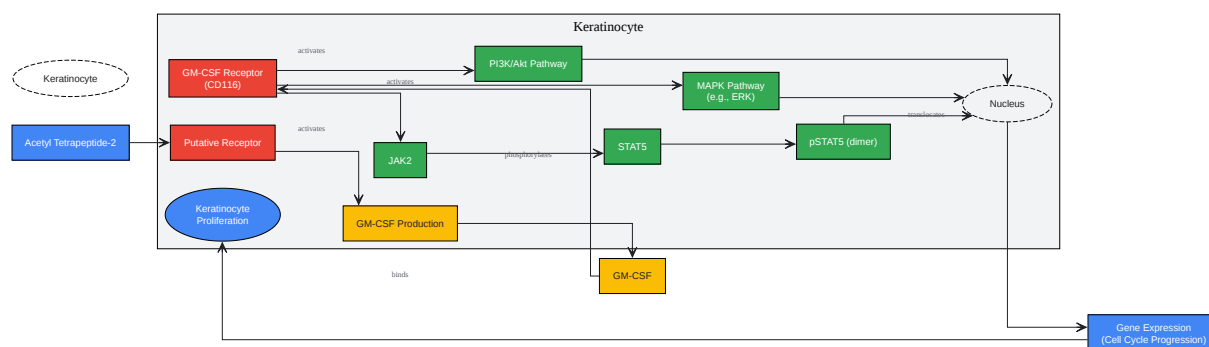 Keratinocyte
activates
PI3K/Akt Pathway
GM-CSF Receptor
(CD116)
Keratinocyte
activates
MAPK Pathway
(e.g., ERK)
Nucleus
translocates
activates
Acetyl Tetrapeptide-2
Putative Receptor
JAK2
phosphorylates
STAT5
pSTAT5 (dimer)
Keratinocyte
Proliferation
GM-CSF Production
binds
GM-CSF
Gene Expression
(Cell Cycle Progression)